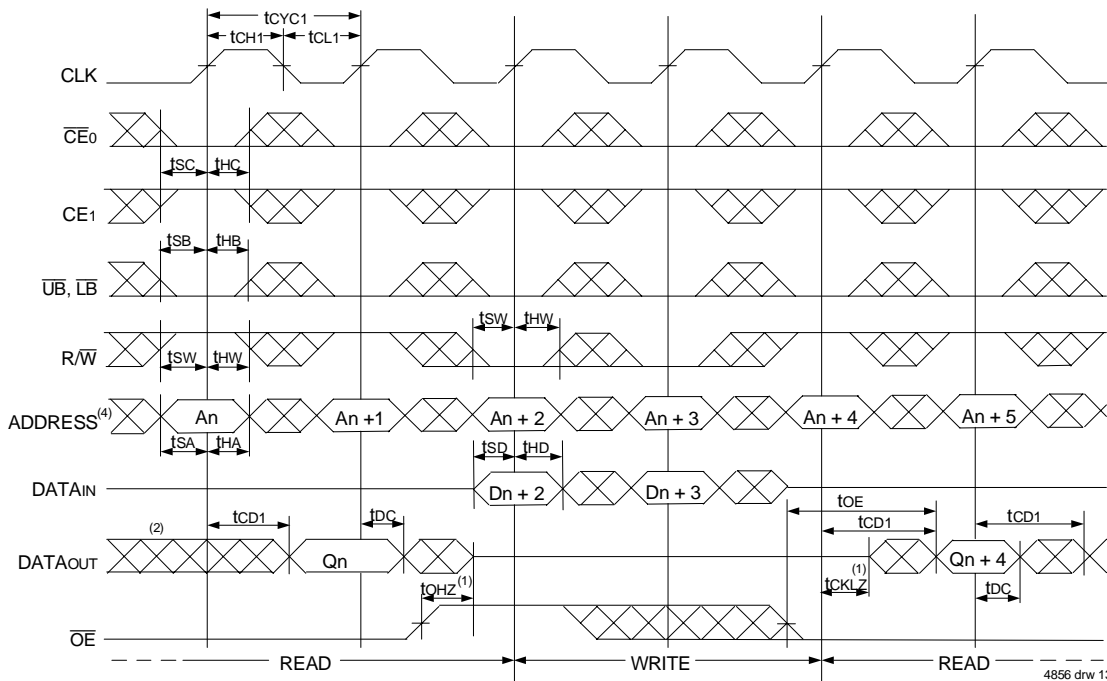 tCYC1
tCH1 tCL1
CLK
CE0
tSC tHC
CE1
tSB tHB
UB, LB
tSW tHW
R/W
tSW tHW
ADDRESS(4) An An +1 An + 2 An + 3 An + 4 An + 5
tSA tHA
tSD tHD
DATAIN Dn + 2 Dn + 3
tOE
(2) tCD1 tDC tCD1 tCD1
DATAOUT Qn Qn + 4
tOHZ(1) tCKLZ(1) tDC
OE
READ WRITE READ
4856 drw 13